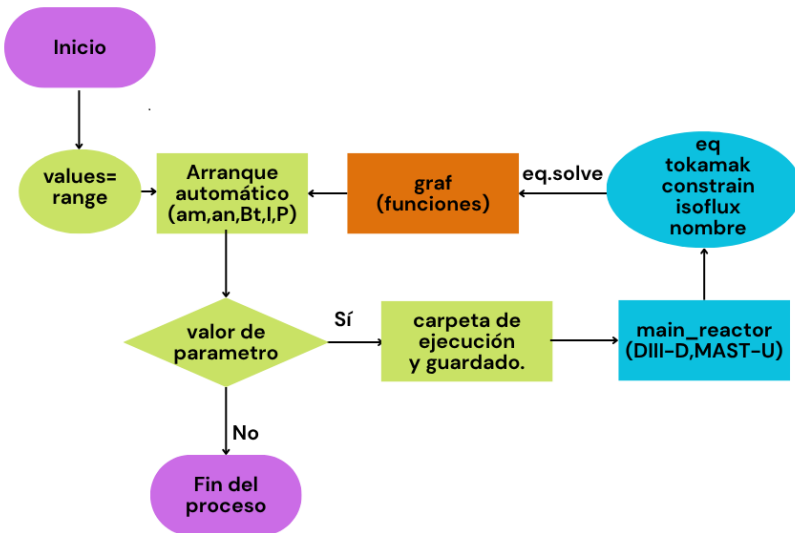 Inicio
values=
range
Arranque
automático
(am,an,Bt,I,P)
graf
(funciones)
eq.solve
eq
tokamak
constrain
isoflux
nombre
valor de
parametro
Sí
carpeta de
ejecución
y guardado.
main_reactor
(DIII-D,MAST-U)
No
Fin del
proceso